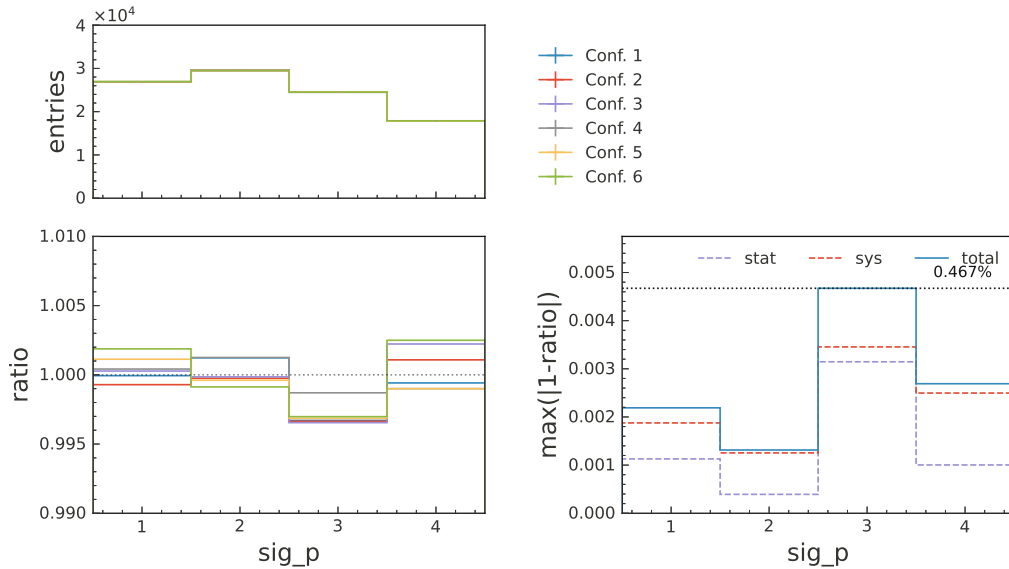 ×10⁴
4
3
2
1
0
entries
Conf. 1
Conf. 2
Conf. 3
Conf. 4
Conf. 5
Conf. 6
1.010
1.005
1.000
0.995
0.990
ratio
1 2 3 4
sig_p
stat sys total
0.467%
0.005
0.004
0.003
0.002
0.001
0.000
max(|1-ratio|)
1 2 3 4
sig_p